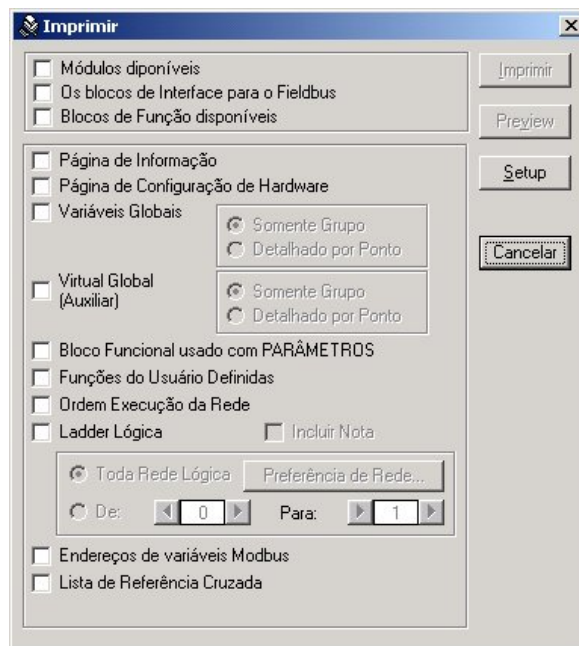 Imprimir
Módulos diponíveis
Os blocos de Interface para o Fieldbus
Blocos de Função disponíveis
Imprimir
Preview
Setup
Cancelar
Página de Informação
Página de Configuração de Hardware
Variáveis Globais
Somente Grupo
Detalhado por Ponto
Virtual Global
(Auxiliar)
Somente Grupo
Detalhado por Ponto
Bloco Funcional usado com PARÂMETROS
Funções do Usuário Definidas
Ordem Execução da Rede
Ladder Lógica Incluir Nota
Toda Rede Lógica Preferência de Rede...
De: 0 Para: 1
Endereços de variáveis Modbus
Lista de Referência Cruzada